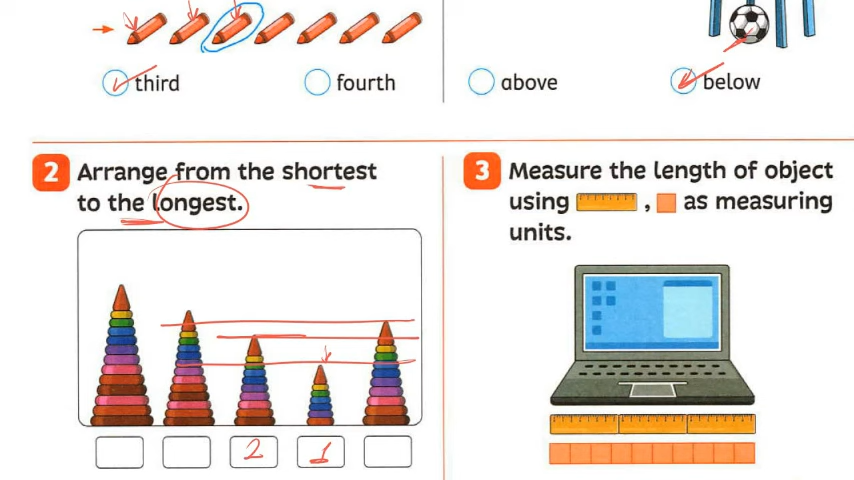 third
fourth
above
below
2 Arrange from the shortest
to the longest.
2
1
3 Measure the length of object
using , as measuring
units.